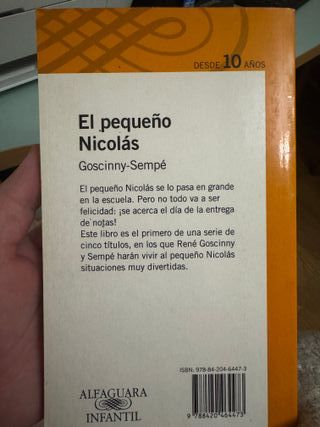 DESDE 10 AÑOS
El pequeño
Nicolás
Goscinny-Sempé
El pequeño Nicolás se lo pasa en grande
en la escuela. Pero no todo va a ser
felicidad: ¡se acerca el día de la entrega
de notas!
Este libro es el primero de una serie de
cinco títulos, en los que René Goscinny
y Sempé harán vivir al pequeño Nicolás
situaciones muy divertidas.
ISBN: 978-84-204-6447-3
9 788420 464473
ALFAGUARA
INFANTIL